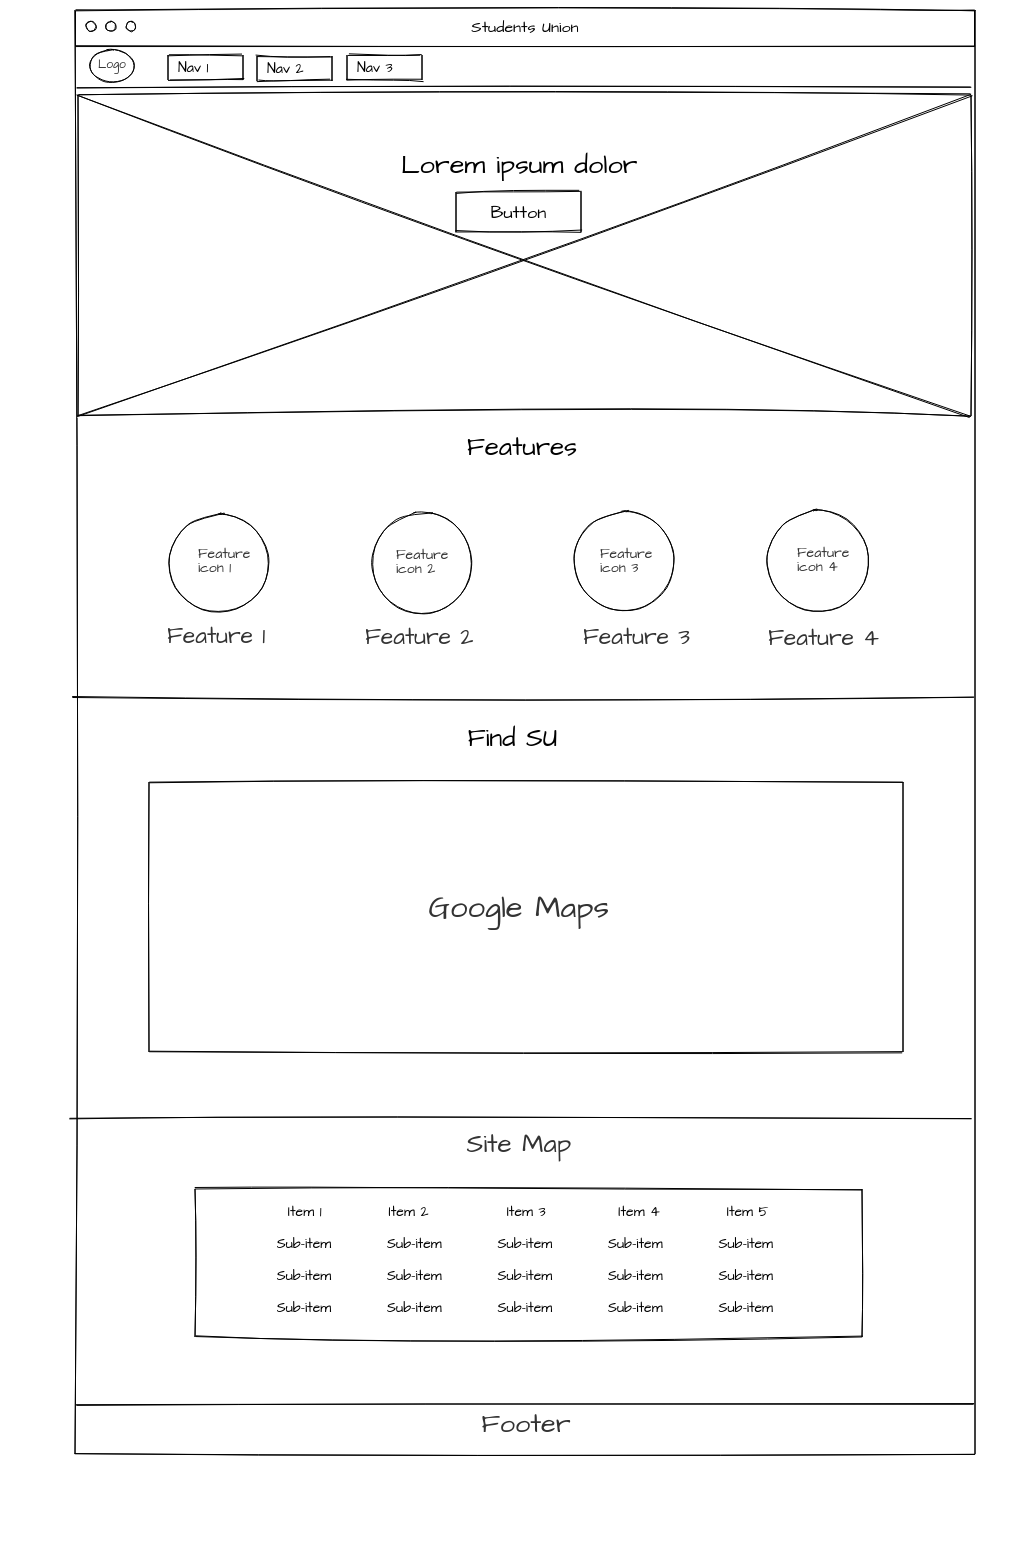 Students Union
Logo
Nav 1
Nav 2
Nav 3
Lorem ipsum dolor
Button
Features
Feature
icon 1
Feature
icon 2
Feature
icon 3
Feature
icon 4
Feature 1
Feature 2
Feature 3
Feature 4
Find SU
Google Maps
Site Map
Item 1 Item 2 Item 3 Item 4 Item 5
Sub-item Sub-item Sub-item Sub-item Sub-item
Sub-item Sub-item Sub-item Sub-item Sub-item
Sub-item Sub-item Sub-item Sub-item Sub-item
Footer